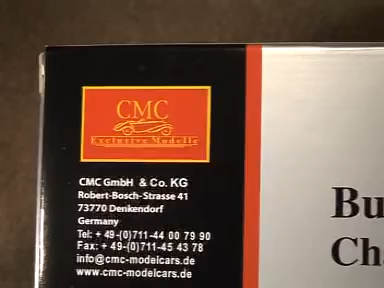 CMC
Exclusive Modelle
CMC GmbH & Co. KG
Robert-Bosch-Strasse 41
73770 Denkendorf
Germany
Tel: + 49-(0)711-44 00 79 90
Fax: + 49-(0)711-45 43 78
info@cmc-modelcars.de
www.cmc-modelcars.de
Bu
Cha